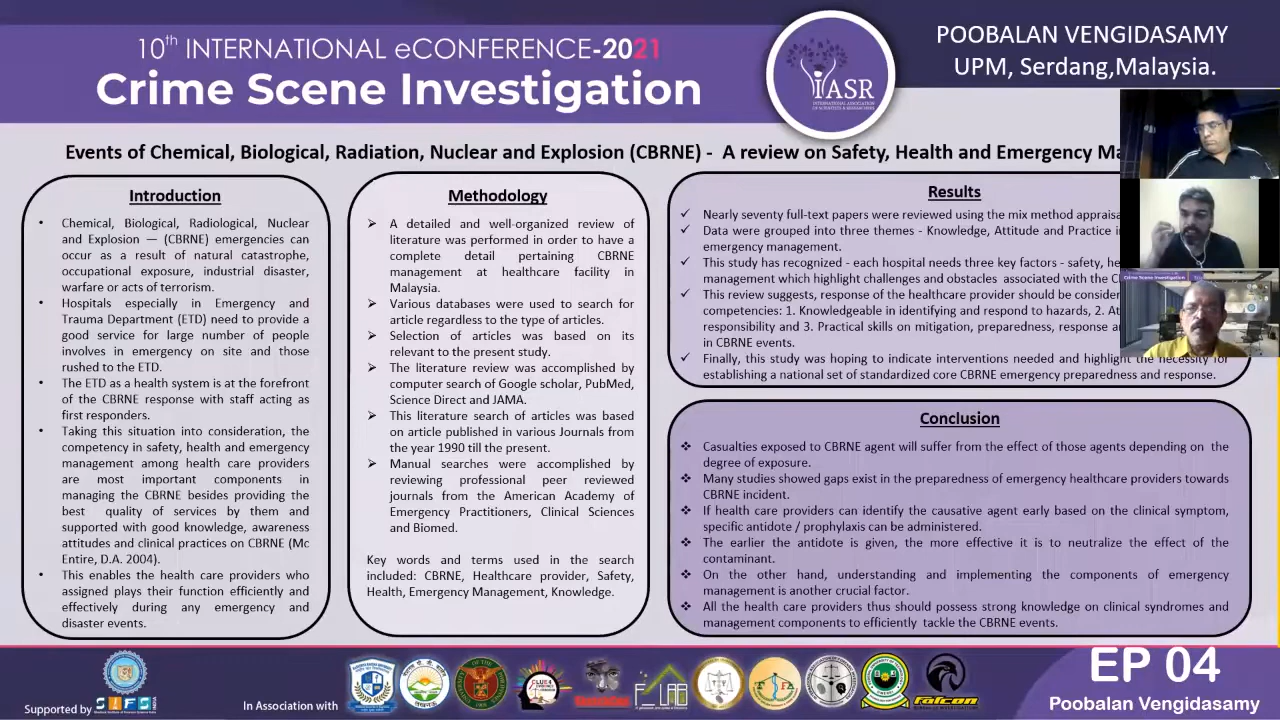 10th INTERNATIONAL eCONFERENCE-2021
Crime Scene Investigation
iASR
INTERNATIONAL ASSOCIATION
OF SCIENTISTS & RESEARCHERS
POOBALAN VENGIDASAMY
UPM, Serdang,Malaysia.
Events of Chemical, Biological, Radiation, Nuclear and Explosion (CBRNE) - A review on Safety, Health and Emergency
Introduction
• Chemical, Biological, Radiological, Nuclear
and Explosion — (CBRNE) emergencies can
occur as a result of natural catastrophe,
occupational exposure, industrial disaster,
warfare or acts of terrorism.
• Hospitals especially in Emergency and
Trauma Department (ETD) need to provide a
good service for large number of people
involves in emergency on site and those
rushed to the ETD.
• The ETD as a health system is at the forefront
of the CBRNE response with staff acting as
first responders.
• Taking this situation into consideration, the
competency in safety, health and emergency
management among health care providers
are most important components in
managing the CBRNE besides providing the
best quality of services by them and
supported with good knowledge, awareness
attitudes and clinical practices on CBRNE (Mc
Entire, D.A. 2004).
• This enables the health care providers who
assigned plays their function efficiently and
effectively during any emergency and
disaster events.
Methodology
➢ A detailed and well-organized review of
literature was performed in order to have a
complete detail pertaining CBRNE
management at healthcare facility in
Malaysia.
➢ Various databases were used to search for
article regardless to the type of articles.
➢ Selection of articles was based on its
relevant to the present study.
➢ The literature review was accomplished by
computer search of Google scholar, PubMed,
Science Direct and JAMA.
➢ This literature search of articles was based
on article published in various Journals from
the year 1990 till the present.
➢ Manual searches were accomplished by
reviewing professional peer reviewed
journals from the American Academy of
Emergency Practitioners, Clinical Sciences
and Biomed.
Key words and terms used in the search
included: CBRNE, Healthcare provider, Safety,
Health, Emergency Management, Knowledge.
Results
✓ Nearly seventy full-text papers were reviewed using the mix method
✓ Data were grouped into three themes - Knowledge, Attitude and Practice
emergency management.
✓ This study has recognized - each hospital needs three key factors - safety,
management which highlight challenges and obstacles associated with the
✓ This review suggests, response of the healthcare provider should be
competencies: 1. Knowledgeable in identifying and respond to hazards, 2.
responsibility and 3. Practical skills on mitigation, preparedness, response
in CBRNE events.
✓ Finally, this study was hoping to indicate interventions needed and highlight the necessity for
establishing a national set of standardized core CBRNE emergency preparedness and response.
Conclusion
❖ Casualties exposed to CBRNE agent will suffer from the effect of those agents depending on the
degree of exposure.
❖ Many studies showed gaps exist in the preparedness of emergency healthcare providers towards
CBRNE incident.
❖ If health care providers can identify the causative agent early based on the clinical symptom,
specific antidote / prophylaxis can be administered.
❖ The earlier the antidote is given, the more effective it is to neutralize the effect of the
contaminant.
❖ On the other hand, understanding and implementing the components of emergency
management is another crucial factor.
❖ All the health care providers thus should possess strong knowledge on clinical syndromes and
management components to efficiently tackle the CBRNE events.
Supported by
SIFS
In Association with
falcon
EP 04
Poobalan Vengidasamy